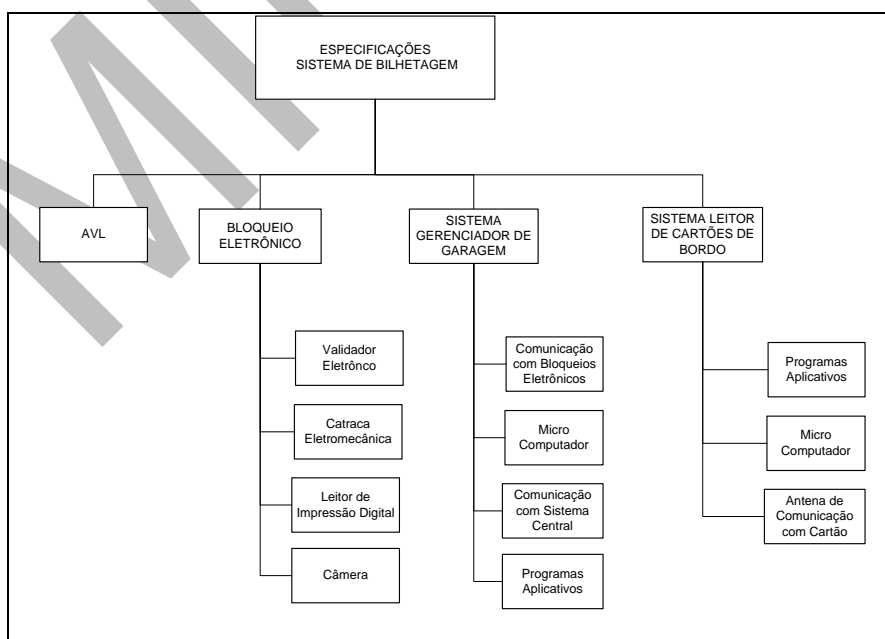 ESPECIFICAÇÕES
SISTEMA DE BILHETAGEM
AVL
BLOQUEIO
ELETRÔNICO
SISTEMA
GERENCIADOR DE
GARAGEM
SISTEMA LEITOR
DE CARTÕES DE
BORDO
Validador
Eletrônco
Catraca
Eletromecânica
Leitor de
Impressão Digital
Câmera
Comunicação
com Bloqueios
Eletrônicos
Micro
Computador
Comunicação
com Sistema
Central
Programas
Aplicativos
Programas
Aplicativos
Micro
Computador
Antena de
Comunicação
com Cartão